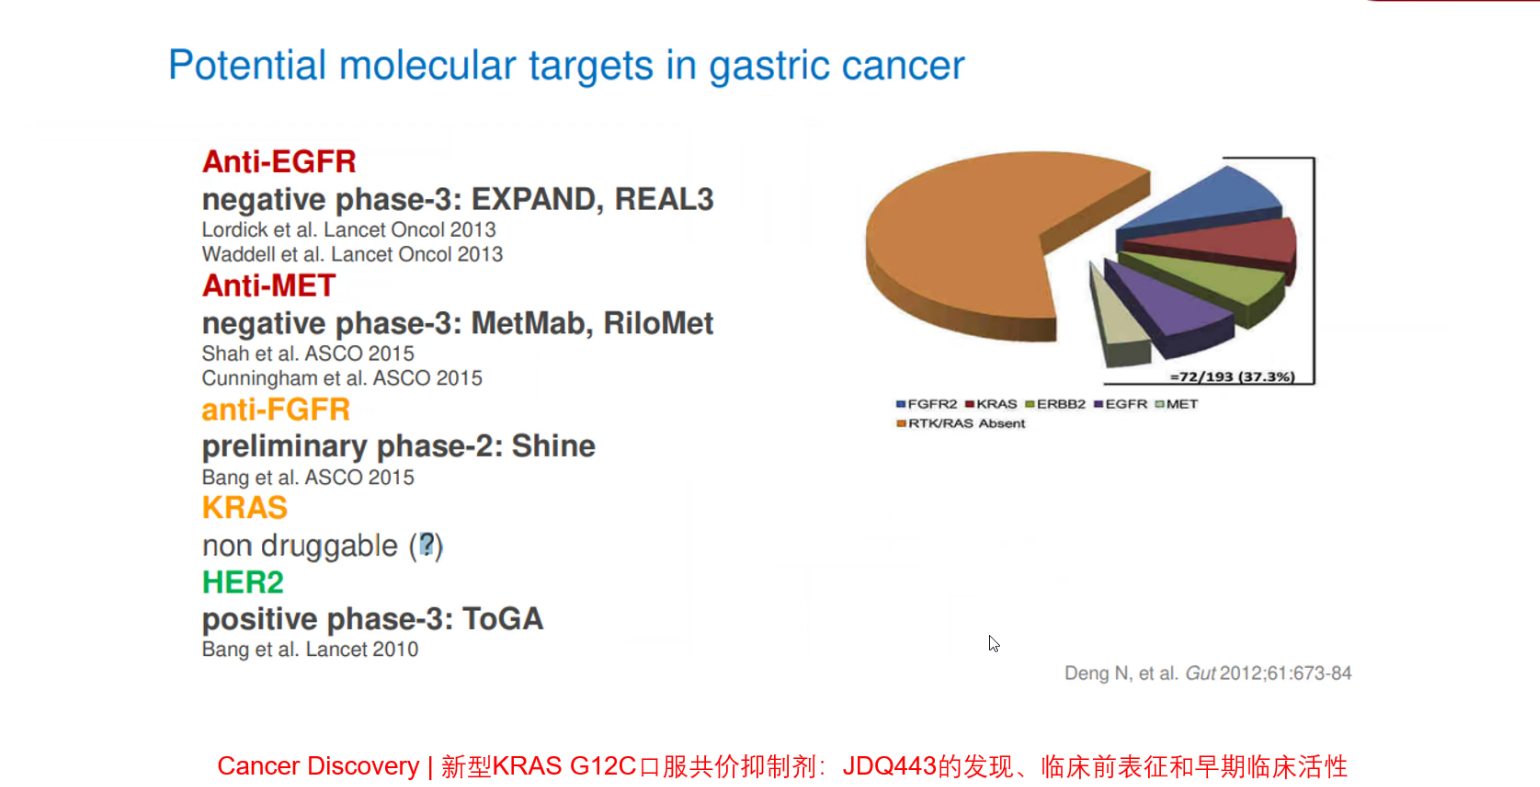 Potential molecular targets in gastric cancer
Anti-EGFR
negative phase-3: EXPAND, REAL3
Lordick et al. Lancet Oncol 2013
Waddell et al. Lancet Oncol 2013
Anti-MET
negative phase-3: MetMab, RiloMet
Shah et al. ASCO 2015
Cunningham et al. ASCO 2015
anti-FGFR
preliminary phase-2: Shine
Bang et al. ASCO 2015
KRAS
non druggable (?)
HER2
positive phase-3: ToGA
Bang et al. Lancet 2010
=72/193 (37.3%)
FGFR2 KRAS ERBB2 EGFR MET
RTK/RAS Absent
Deng N, et al. Gut 2012;61:673-84
Cancer Discovery | 新型KRAS G12C口服共价抑制剂：JDQ443的发现、临床前表征和早期临床活性